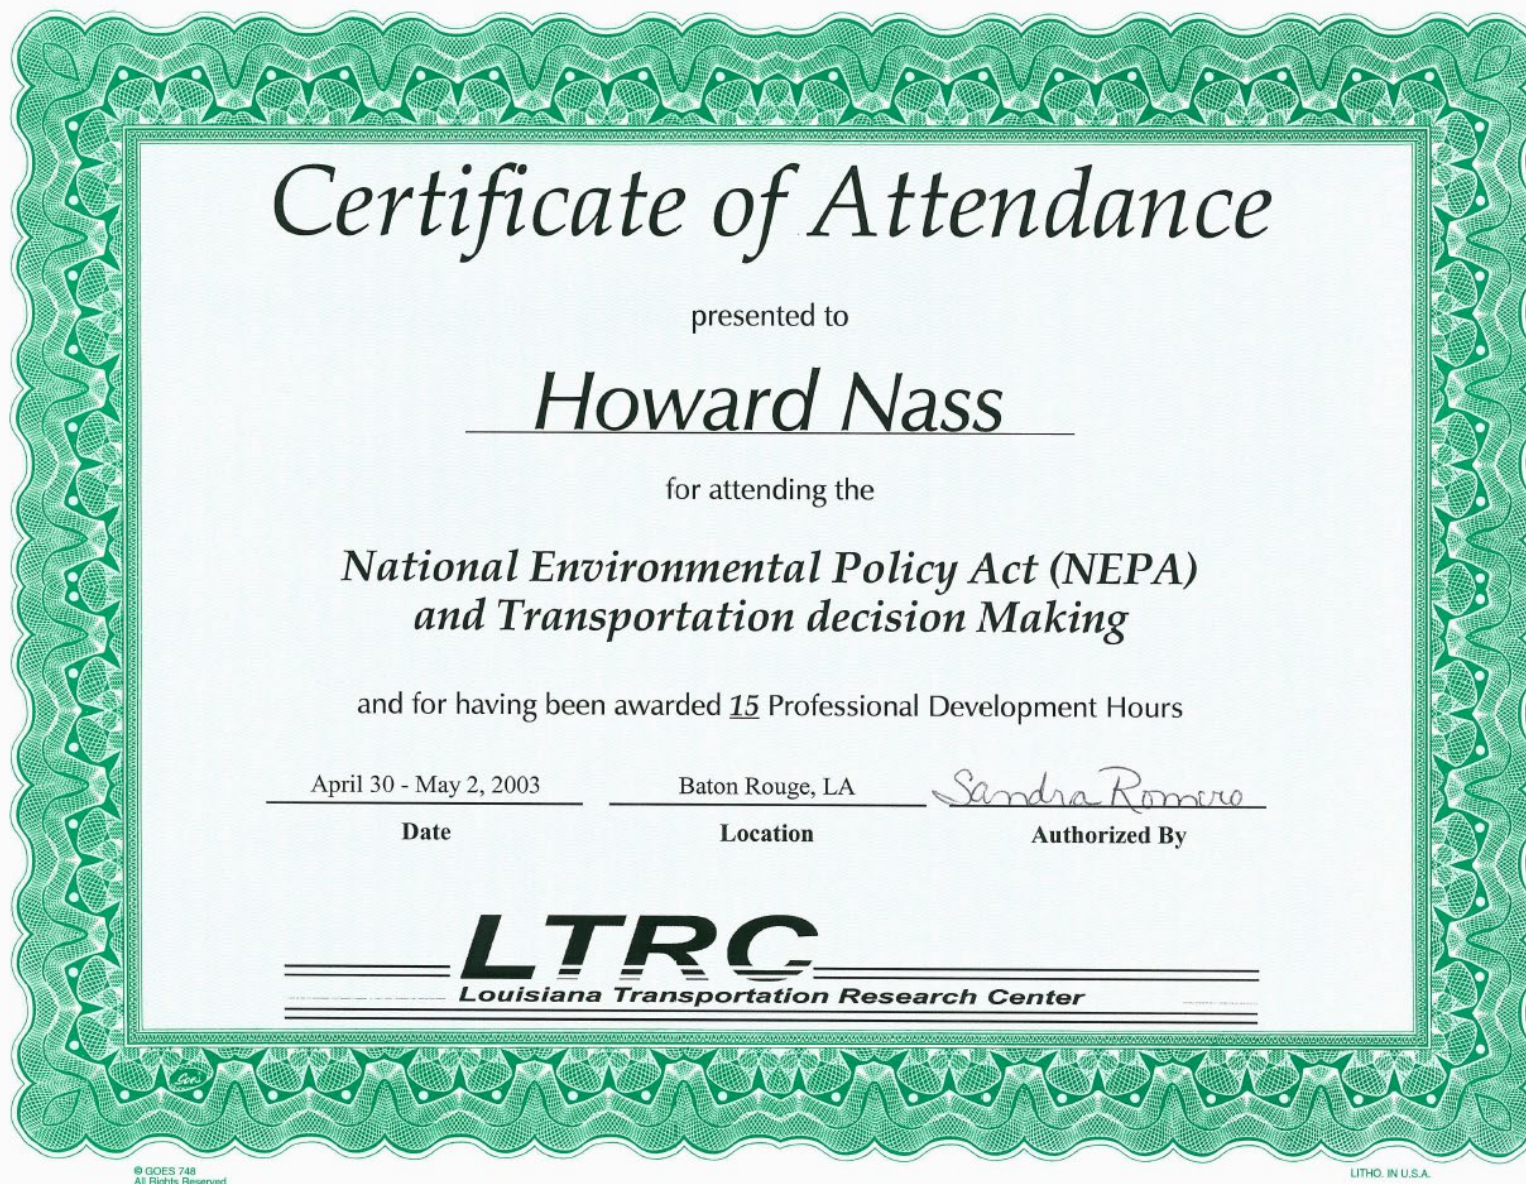 Certificate of Attendance
presented to
Howard Nass
for attending the
National Environmental Policy Act (NEPA)
and Transportation decision Making
and for having been awarded 15 Professional Development Hours
April 30 - May 2, 2003 Baton Rouge, LA Sandra Romero
Date Location Authorized By
LTRC
Louisiana Transportation Research Center
Goes
© GOES 748
All Rights Reserved
LITHO. IN U.S.A.